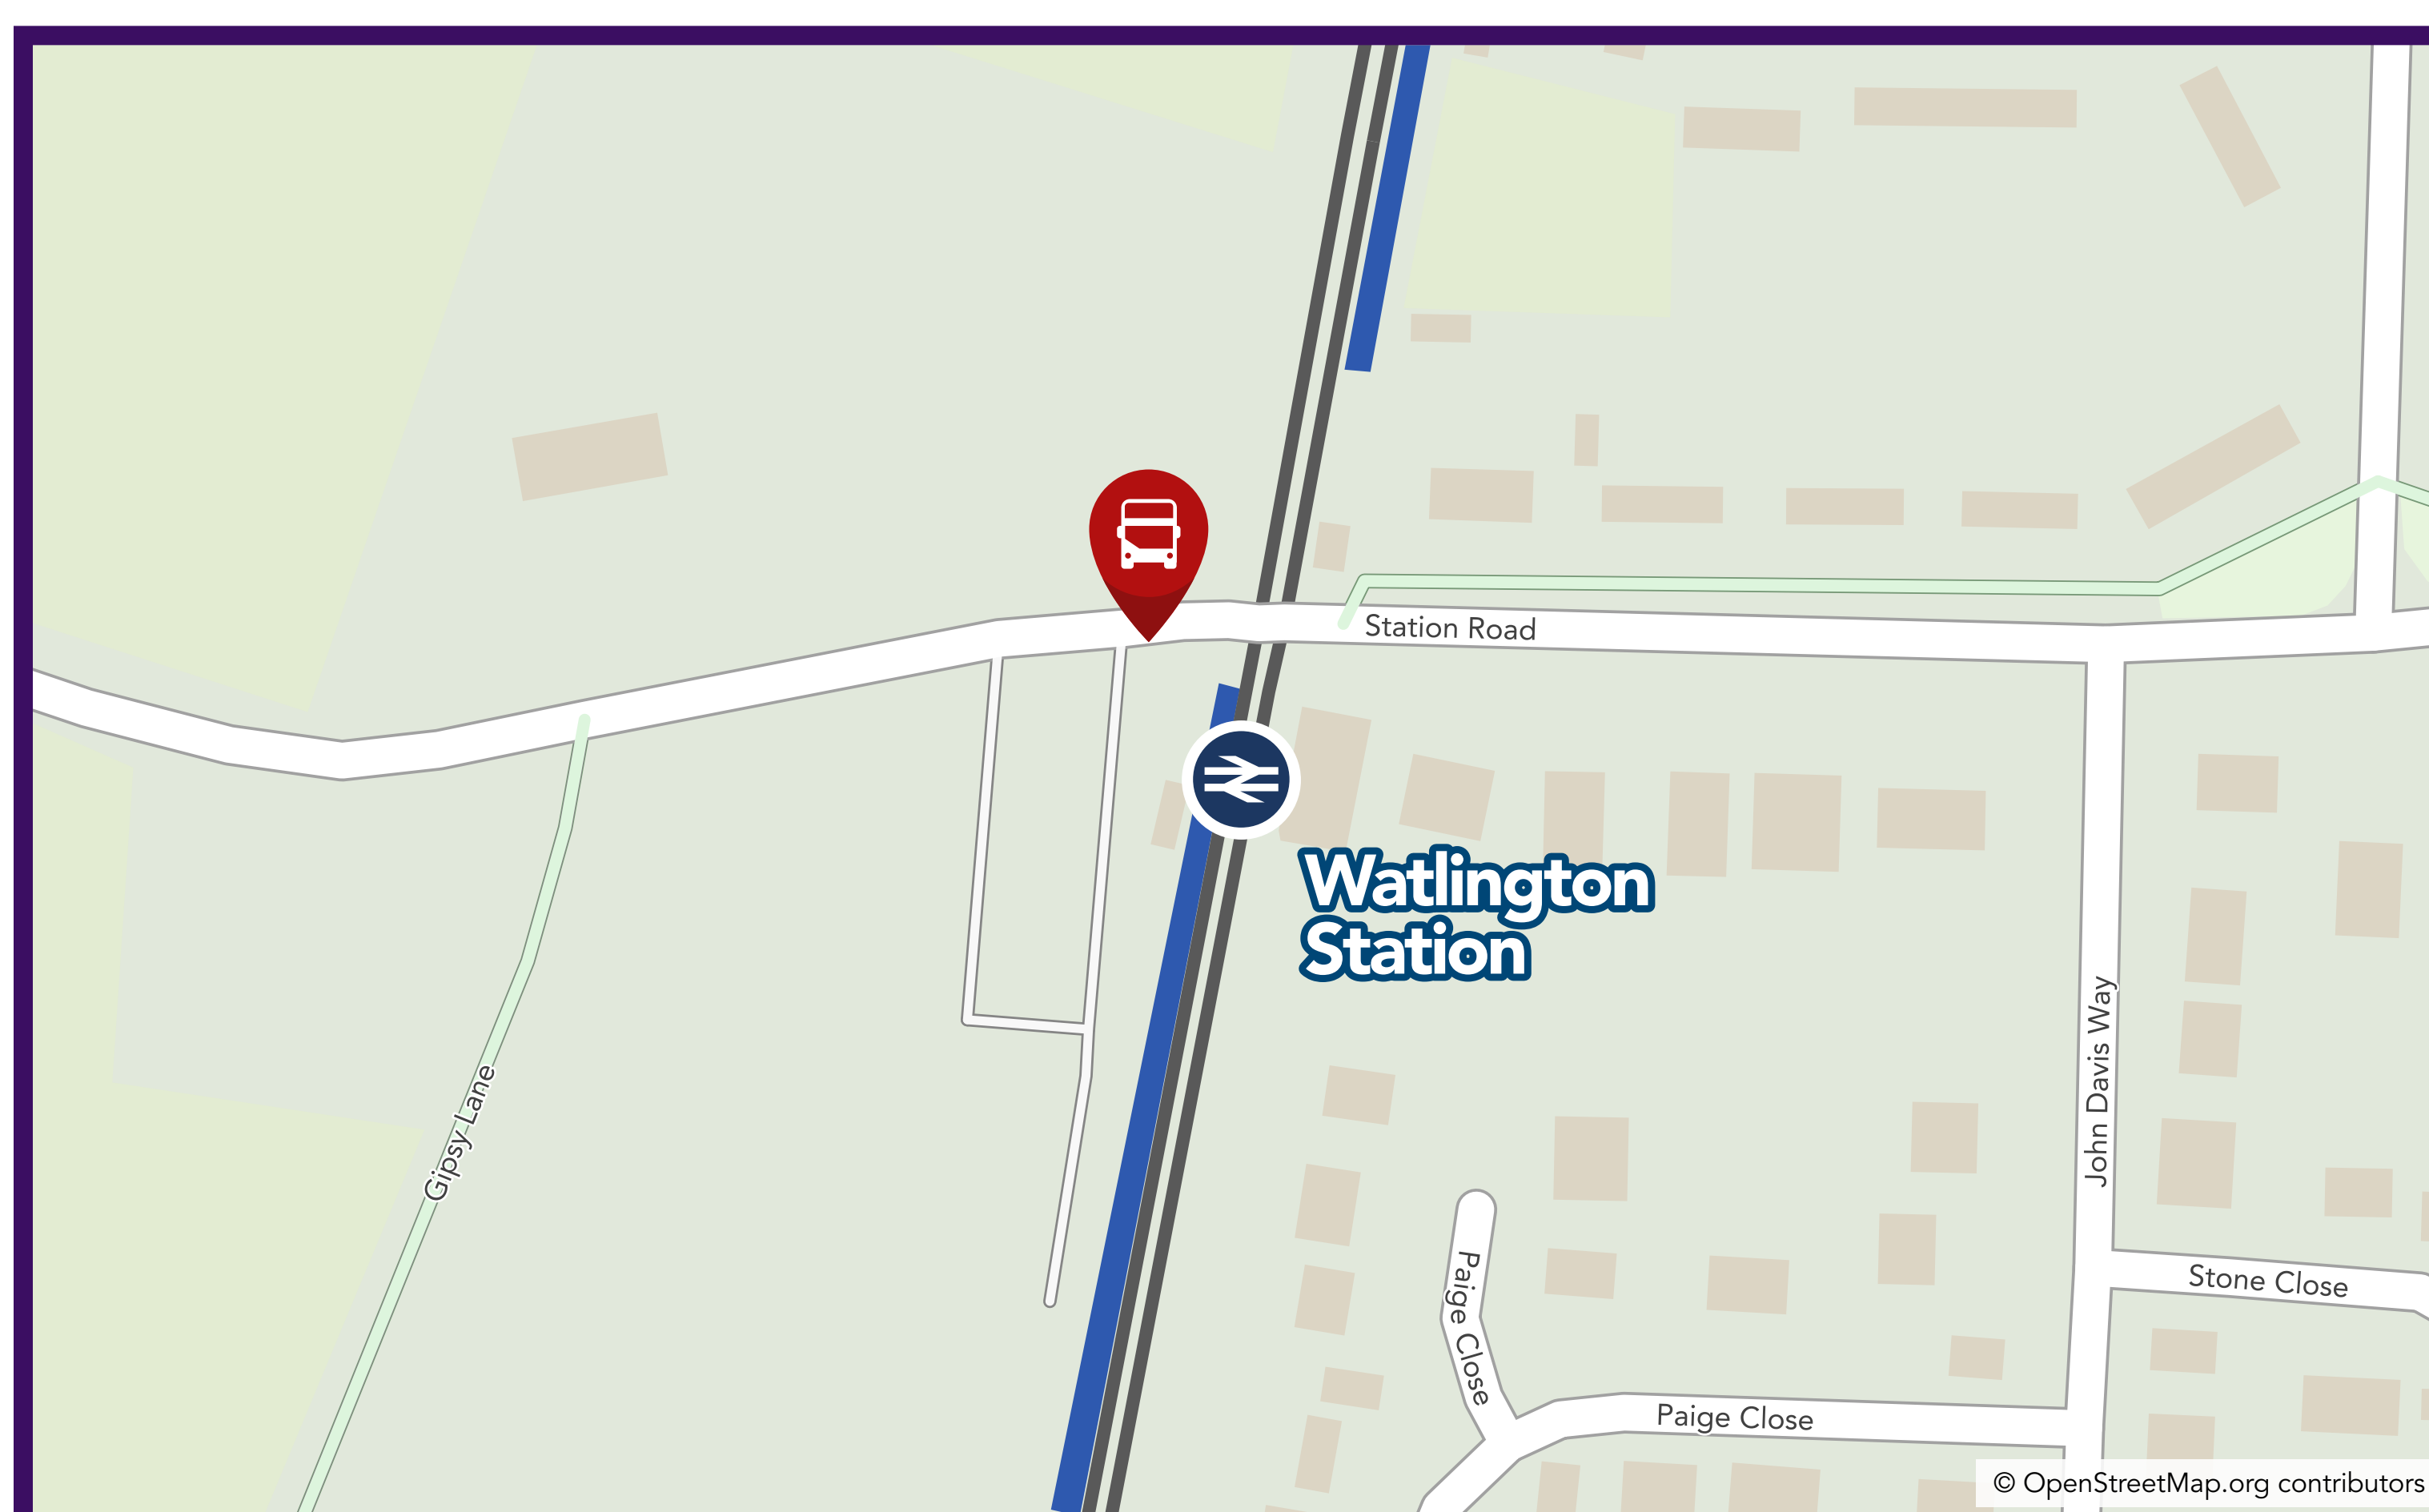 Station Road
Watlington
Station
Gipsy Lane
John Davis Way
Stone Close
Paige Close
Paige Close
© OpenStreetMap.org contributors